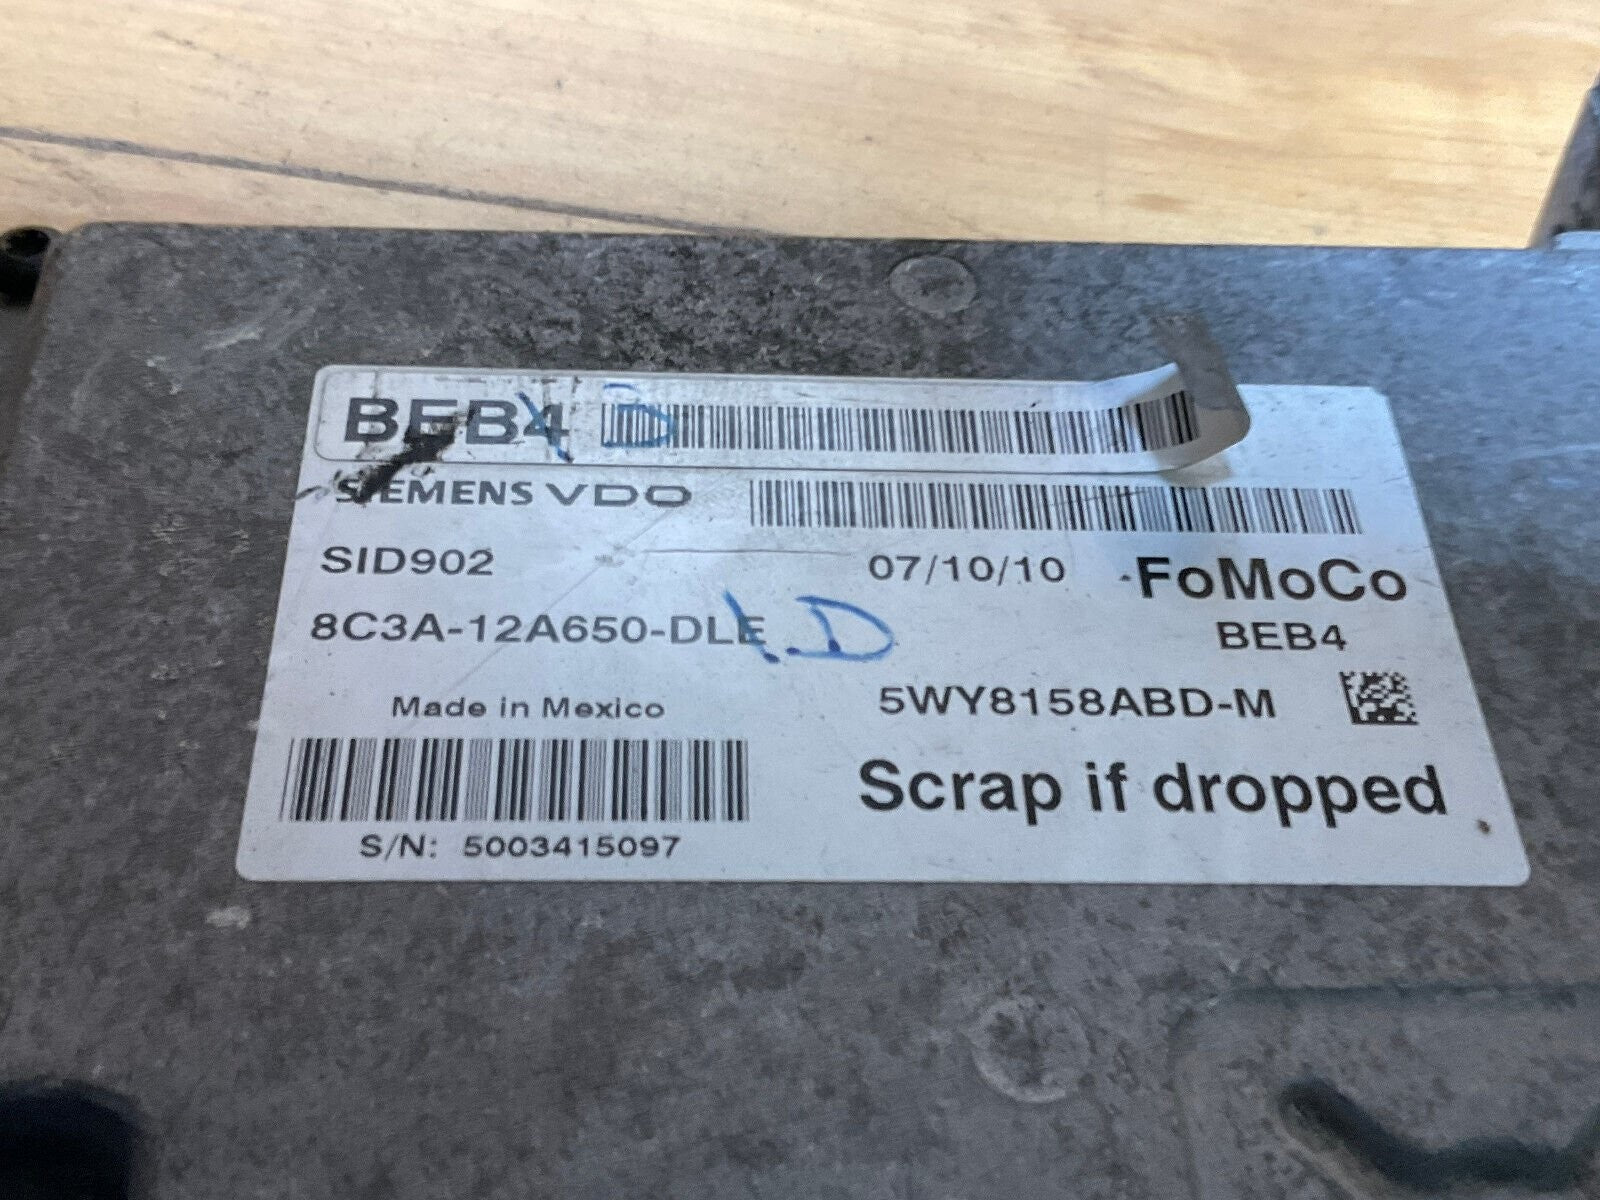 BEB4 D
SIEMENS VDO
SID902 07/10/10 FoMoCo
8C3A-12A650-DLE .D BEB4
Made in Mexico 5WY8158ABD-M
Scrap if dropped
S/N: 5003415097